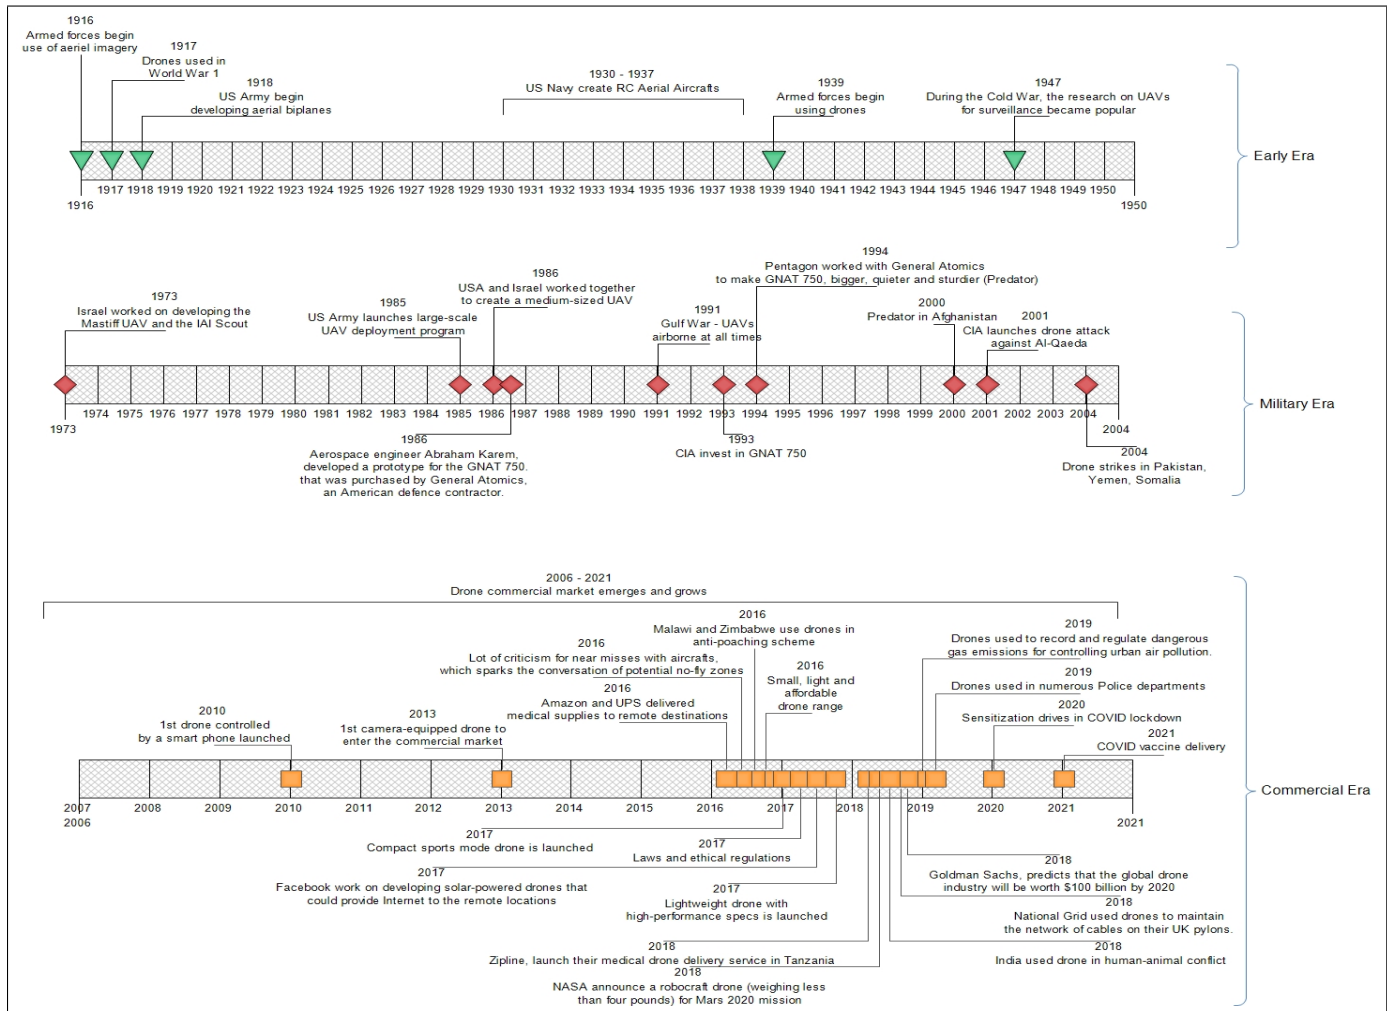 1916
Armed forces begin
use of aeriel imagery
1917
Drones used in
World War 1
1918
US Army begin
developing aerial biplanes
1930 - 1937
US Navy create RC Aerial Aircrafts
1939
Armed forces begin
using drones
1947
During the Cold War, the research on UAVs
for surveillance became popular
1917 1918 1919 1920 1921 1922 1923 1924 1925 1926 1927 1928 1929 1930 1931 1932 1933 1934 1935 1936 1937 1938 1939 1940 1941 1942 1943 1944 1945 1946 1947 1948 1949 1950
1916
1950
Early Era
1973
Israel worked on developing the
Mastiff UAV and the IAI Scout
1985
US Army launches large-scale
UAV deployment program
1986
USA and Israel worked together
to create a medium-sized UAV
1991
Gulf War - UAVs
airborne at all times
1994
Pentagon worked with General Atomics
to make GNAT 750, bigger, quieter and sturdier (Predator)
2000
Predator in Afghanistan
2001
CIA launches drone attack
against Al-Qaeda
1974 1975 1976 1977 1978 1979 1980 1981 1982 1983 1984 1985 1986 1987 1988 1989 1990 1991 1992 1993 1994 1995 1996 1997 1998 1999 2000 2001 2002 2003 2004
1973
2004
1986
Aerospace engineer Abraham Karem,
developed a prototype for the GNAT 750.
that was purchased by General Atomics,
an American defence contractor.
1993
CIA invest in GNAT 750
2004
Drone strikes in Pakistan,
Yemen, Somalia
Military Era
2006 - 2021
Drone commercial market emerges and grows
2010
1st drone controlled
by a smart phone launched
2013
1st camera-equipped drone to
enter the commercial market
2016
Lot of criticism for near misses with aircrafts,
which sparks the conversation of potential no-fly zones
2016
Amazon and UPS delivered
medical supplies to remote destinations
2016
Malawi and Zimbabwe use drones in
anti-poaching scheme
2016
Small, light and
affordable
drone range
2019
Drones used to record and regulate dangerous
gas emissions for controlling urban air pollution.
2019
Drones used in numerous Police departments
2020
Sensitization drives in COVID lockdown
2021
COVID vaccine delivery
2007 2008 2009 2010 2011 2012 2013 2014 2015 2016 2017 2018 2019 2020 2021
2006
2021
2017
Compact sports mode drone is launched
2017
Laws and ethical regulations
2017
Facebook work on developing solar-powered drones that
could provide Internet to the remote locations
2017
Lightweight drone with
high-performance specs is launched
2018
Zipline, launch their medical drone delivery service in Tanzania
2018
NASA announce a robocraft drone (weighing less
than four pounds) for Mars 2020 mission
2018
Goldman Sachs, predicts that the global drone
industry will be worth $100 billion by 2020
2018
National Grid used drones to maintain
the network of cables on their UK pylons.
2018
India used drone in human-animal conflict
Commercial Era